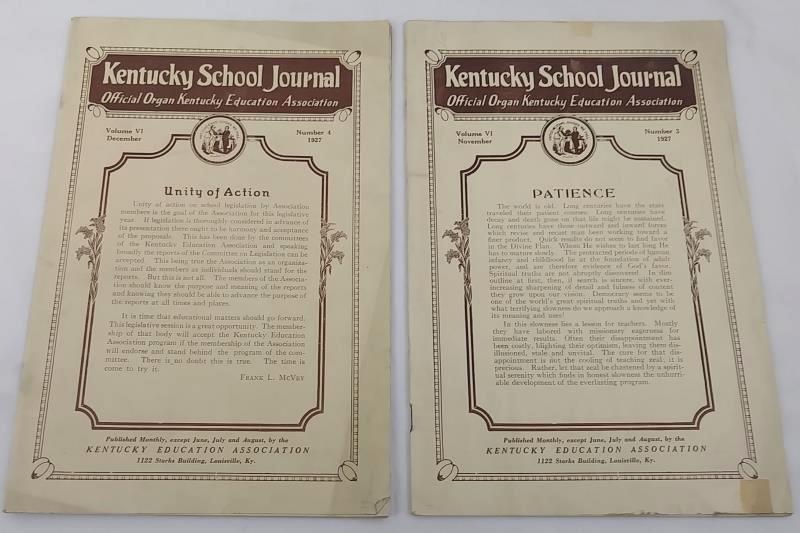 Kentucky School Journal
Official Organ Kentucky Education Association
Volume VI
December
Number 4
1927
Unity of Action
Unity of action on school legislation by Association
members is the goal of the Association for this legislative
year. If legislation is thoroughly considered in advance of
its presentation there ought to be harmony and acceptance
of the proposals. This has been done by the committees
of the Kentucky Education Association and speaking
broadly the reports of the Committee on Legislation can be
accepted. This being true the Association as an organiza-
tion and the members as individuals should stand for the
reports. But this is not all. The members of the Associa-
tion should know the purpose and meaning of the reports
and knowing they should be able to advance the purpose of
the reports at all times and places.
It is time that educational matters should go forward.
This legislative session is a great opportunity. The member-
ship of that body will accept the Kentucky Education
Association program if the membership of the Association
will endorse and stand behind the program of the com-
mittee. There is no doubt this is true. The time is
come to try it.
Frank L. McVey
Published Monthly, except June, July and August, by the
KENTUCKY EDUCATION ASSOCIATION
1122 Starks Building, Louisville, Ky.
Kentucky School Journal
Official Organ Kentucky Education Association
Volume VI
November
Number 3
1927
PATIENCE
The world is old. Long centuries have the stars
traveled their patient courses. Long centuries have
decay and death gone on that life might be sustained.
Long centuries have those outward and inward forces
which revise and recast man been working toward a
finer product. Quick results do not seem to find favor
in the Divine Plan. Whom He wishes to last long He
has to mature slowly. The protracted periods of human
infancy and childhood lie at the foundation of adult
power, and are therefore evidence of God's favor.
Spiritual truths are not abruptly discovered. In dim
outline at first, then, if search is sincere, with ever-
increasing sharpening of detail and fulness of content
they grow upon our vision. Democracy seems to be
one of the world's great spiritual truths and yet with
what terrifying slowness do we approach a knowledge of
its meaning and uses!
In this slowness lies a lesson for teachers. Mostly
they have labored with missionary eagerness for
immediate results. Often their disappointment has
been costly, blighting their optimism, leaving them dis-
illusioned, stale and unvital. The cure for that dis-
appointment is not the cooling of teaching zeal; it is
precious. Rather, let that zeal be chastened by a spirit-
ual serenity which finds in honest slowness the unhurri-
able development of the everlasting program.
Published Monthly, except June, July and August, by the
KENTUCKY EDUCATION ASSOCIATION
1122 Starks Building, Louisville, Ky.